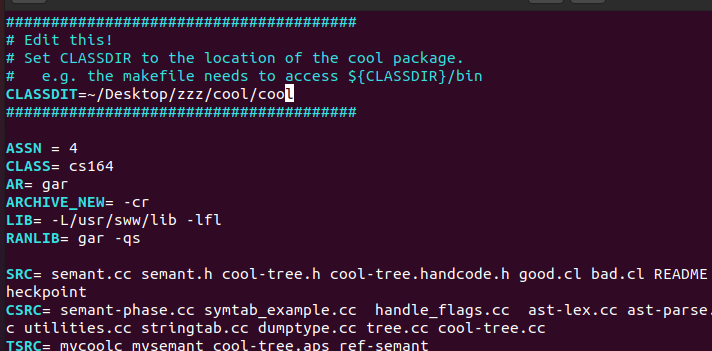 #######################################
# Edit this!
# Set CLASSDIR to the location of the cool package.
#   e.g. the makefile needs to access ${CLASSDIR}/bin
CLASSDIT=~/Desktop/zzz/cool/cool
#######################################

ASSN = 4
CLASS= cs164
AR= gar
ARCHIVE_NEW= -cr
LIB= -L/usr/sww/lib -lfl
RANLIB= gar -qs

SRC= semant.cc semant.h cool-tree.h cool-tree.handcode.h good.cl bad.cl README
heckpoint
CSRC= semant-phase.cc symtab_example.cc  handle_flags.cc  ast-lex.cc ast-parse.
c utilities.cc stringtab.cc dumptype.cc tree.cc cool-tree.cc
TSRC= mycoolc mysemant cool-tree.aps ref-semant